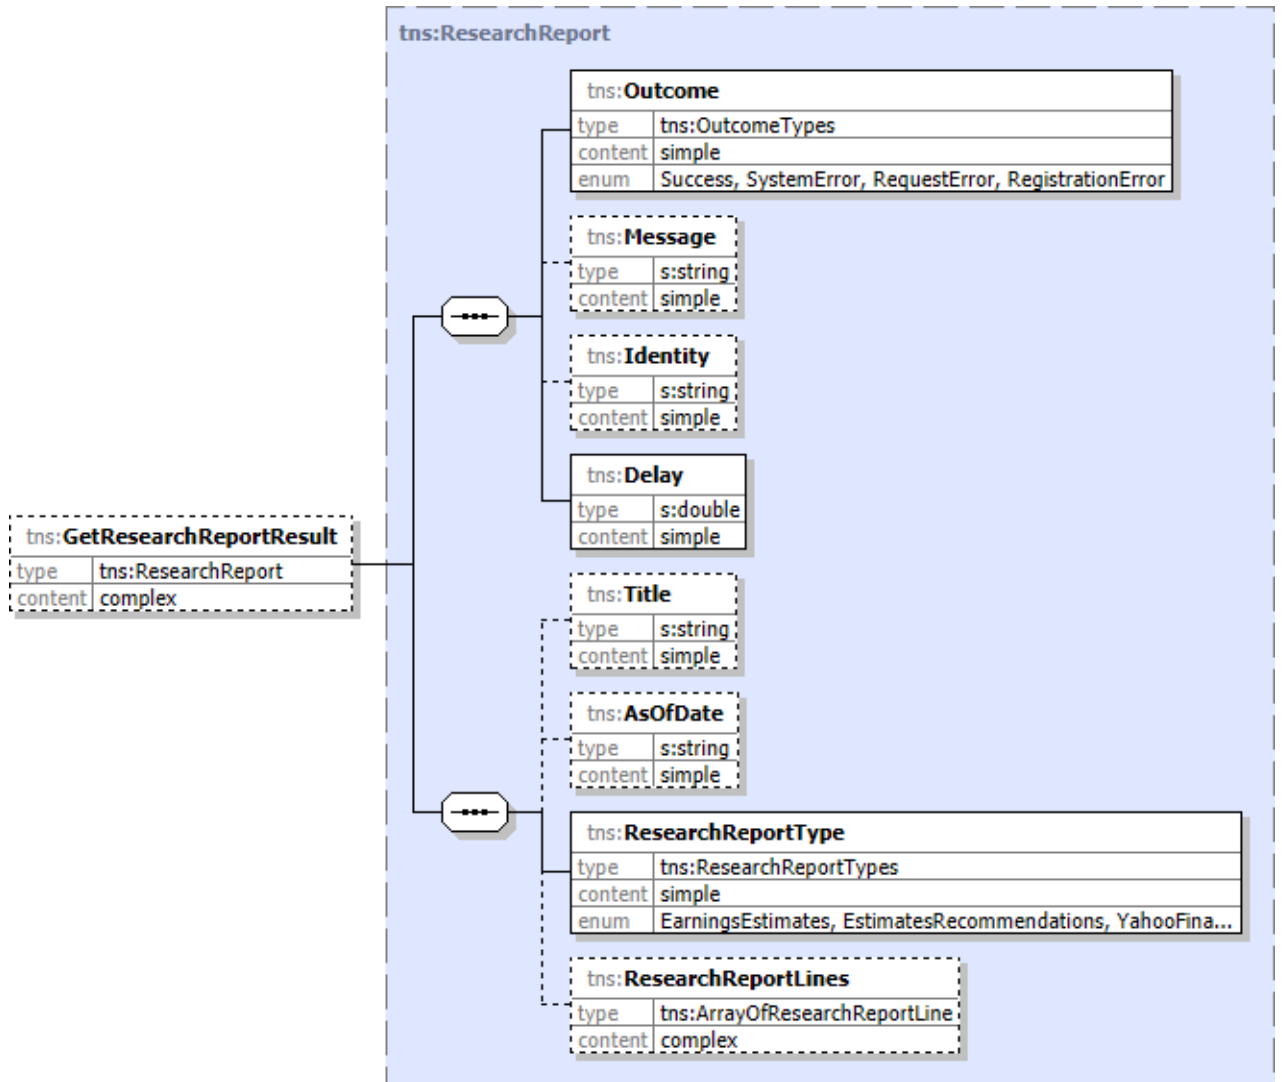 tns:ResearchReport
tns:Outcome
type tns:OutcomeTypes
content simple
enum Success, SystemError, RequestError, RegistrationError
tns:Message
type s:string
content simple
tns:Identity
type s:string
content simple
tns:Delay
type s:double
content simple
tns:GetResearchReportResult
type tns:ResearchReport
content complex
tns:Title
type s:string
content simple
tns:AsOfDate
type s:string
content simple
tns:ResearchReportType
type tns:ResearchReportTypes
content simple
enum EarningsEstimates, EstimatesRecommendations, YahooFina...
tns:ResearchReportLines
type tns:ArrayOfResearchReportLine
content complex